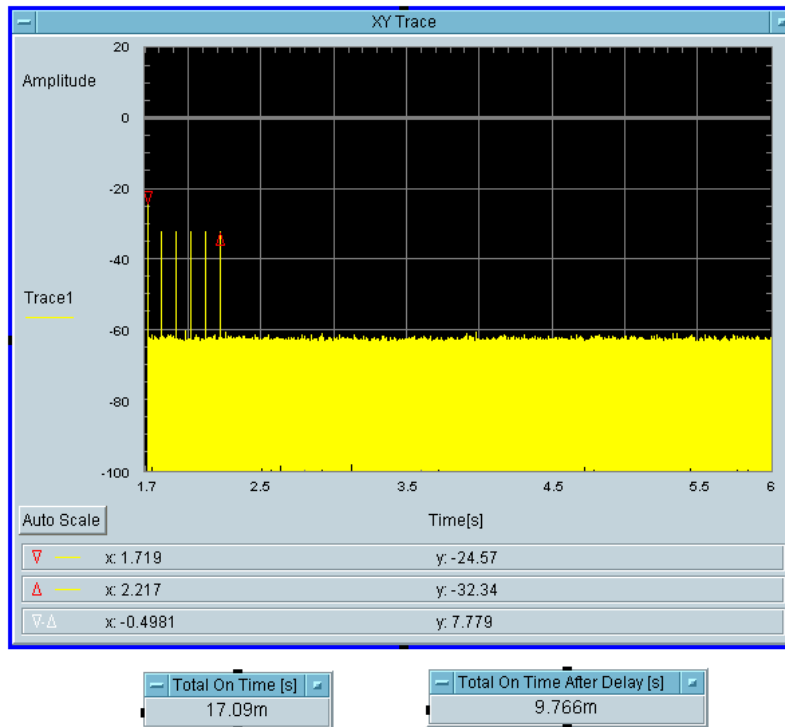 XY Trace
Amplitude
20
0
-20
-40
Trace1
-60
-80
-100
1.7 2.5 3.5 4.5 5.5 6
Auto Scale Time[s]
x: 1.719 y: -24.57
x: 2.217 y: -32.34
x: -0.4981 y: 7.779
Total On Time [s] Total On Time After Delay [s]
17.09m 9.766m